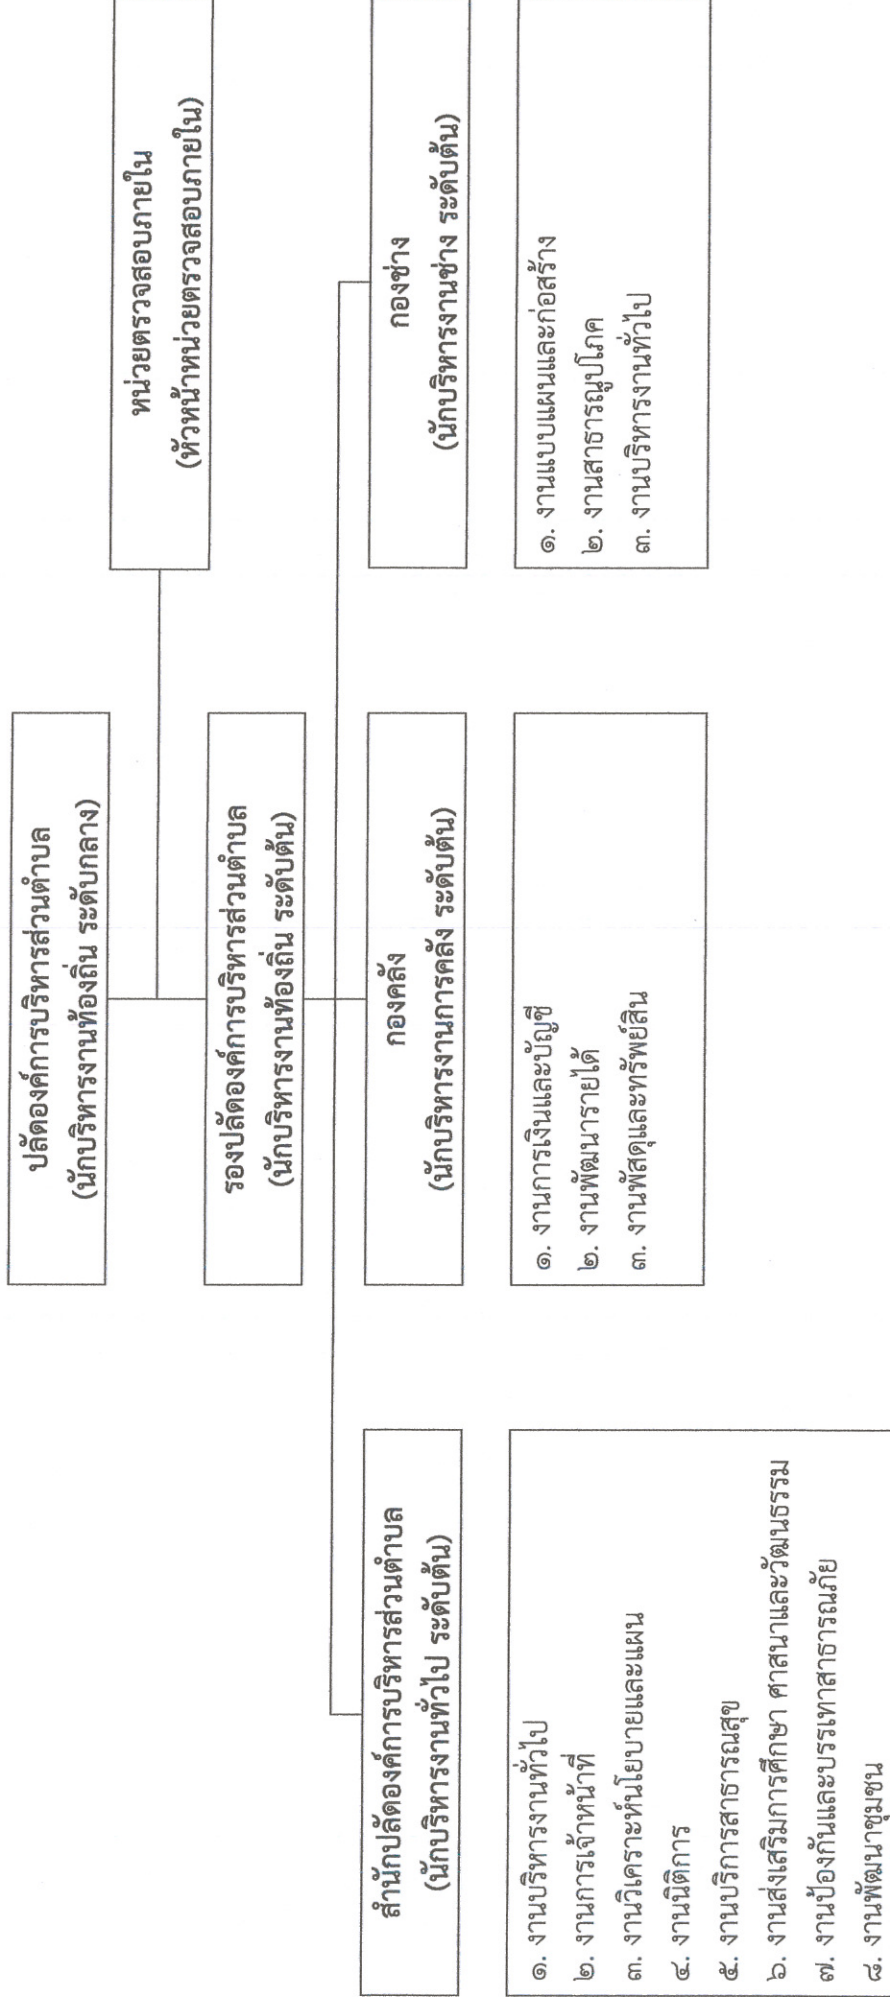 ปลัดองค์การบริหารส่วนตำบล
(นักบริหารงานท้องถิ่น ระดับกลาง)
หน่วยตรวจสอบภายใน
(หัวหน้าหน่วยตรวจสอบภายใน)
รองปลัดองค์การบริหารส่วนตำบล
(นักบริหารงานท้องถิ่น ระดับต้น)
สำนักปลัดองค์การบริหารส่วนตำบล
(นักบริหารงานทั่วไป ระดับต้น)
๑. งานบริหารงานทั่วไป
๒. งานการเจ้าหน้าที่
๓. งานวิเคราะห์นโยบายและแผน
๔. งานนิติการ
๕. งานบริการสาธารณสุข
๖. งานส่งเสริมการศึกษา ศาสนาและวัฒนธรรม
๗. งานป้องกันและบรรเทาสาธารณภัย
๘. งานพัฒนาชุมชน
กองคลัง
(นักบริหารงานการคลัง ระดับต้น)
๑. งานการเงินและบัญชี
๒. งานพัฒนารายได้
๓. งานพัสดุและทรัพย์สิน
กองช่าง
(นักบริหารงานช่าง ระดับต้น)
๑. งานแบบแผนและก่อสร้าง
๒. งานสาธารณูปโภค
๓. งานบริหารงานทั่วไป